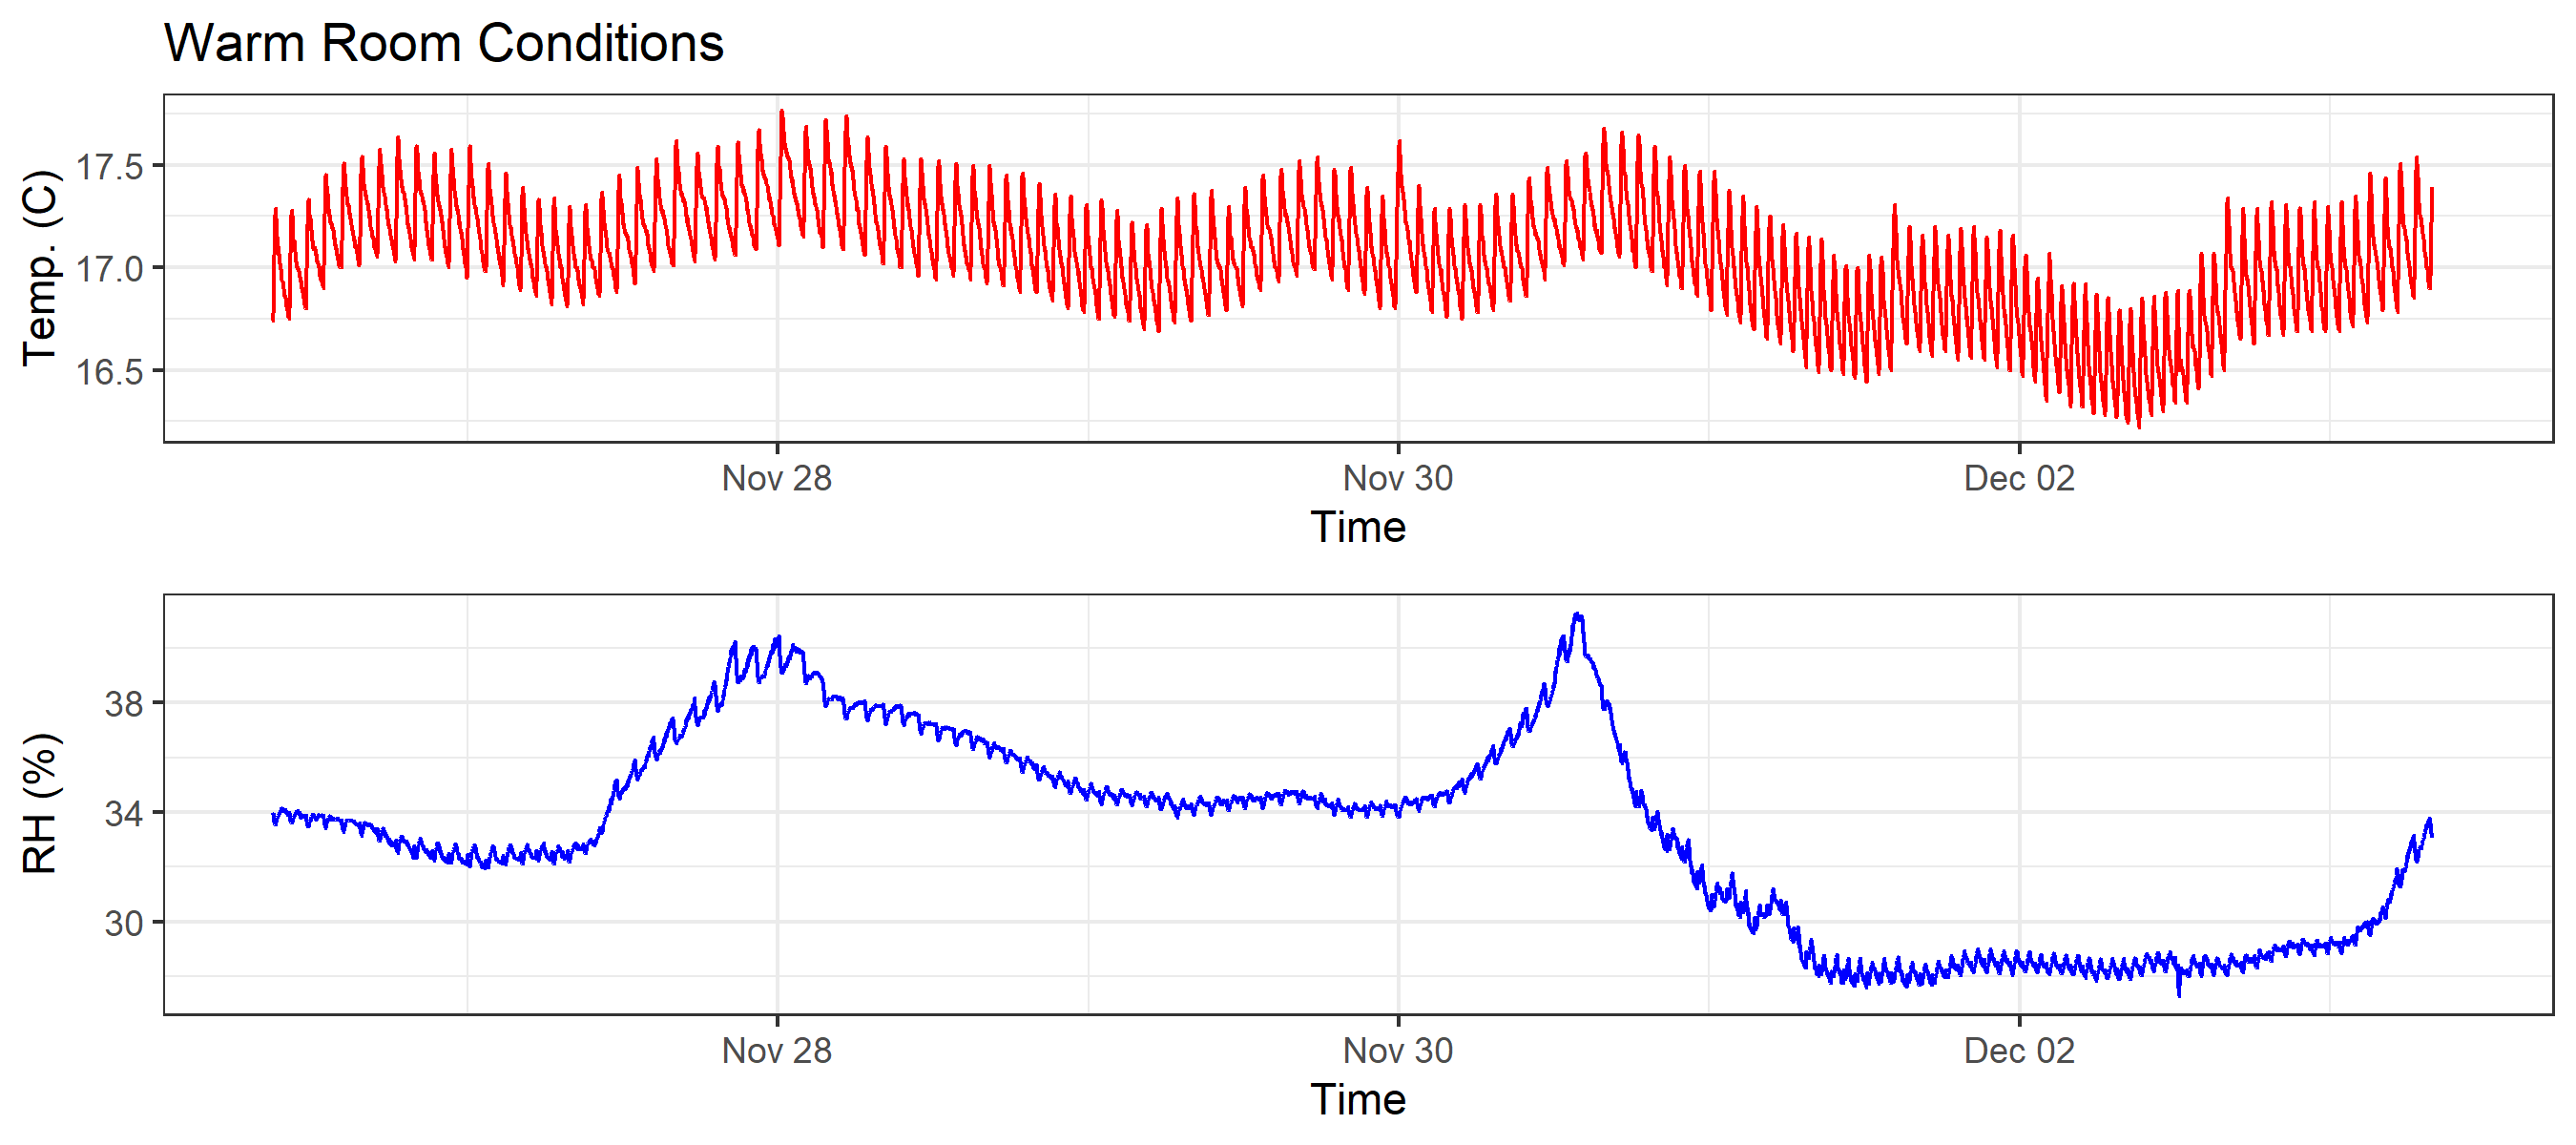 Warm Room Conditions
Temp. (C)
17.5
17.0
16.5
Nov 28 Nov 30 Dec 02
Time
RH (%)
38
34
30
Nov 28 Nov 30 Dec 02
Time